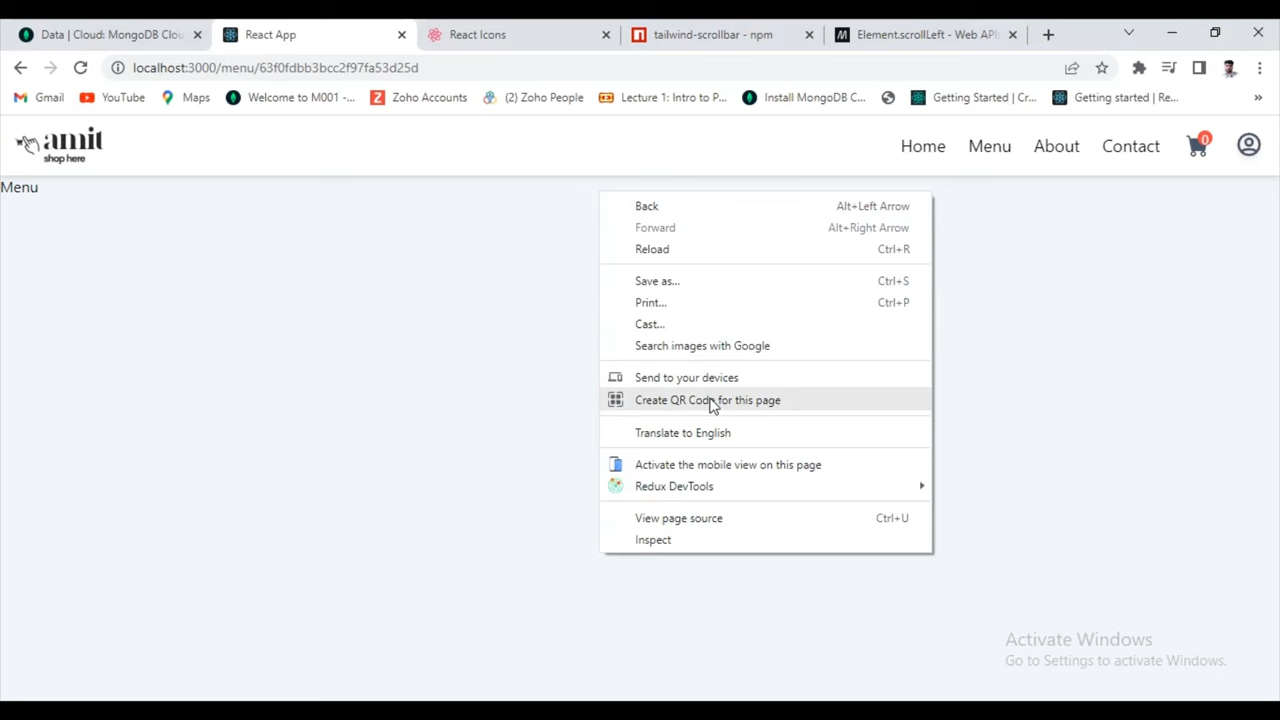 Data | Cloud: MongoDB Clou
React App
React Icons
tailwind-scrollbar - npm
Element.scrollLeft - Web APIs
localhost:3000/menu/63f0fdbb3bcc2f97fa53d25d
Gmail
YouTube
Maps
Welcome to M001 -...
Zoho Accounts
(2) Zoho People
Lecture 1: Intro to P...
Install MongoDB C...
Getting Started | Cr...
Getting started | Re...
»
amit
shop here
Home
Menu
About
Contact
0
Menu
Back Alt+Left Arrow
Forward Alt+Right Arrow
Reload Ctrl+R
Save as... Ctrl+S
Print... Ctrl+P
Cast...
Search images with Google
Send to your devices
Create QR Code for this page
Translate to English
Activate the mobile view on this page
Redux DevTools
View page source Ctrl+U
Inspect
Activate Windows
Go to Settings to activate Windows.